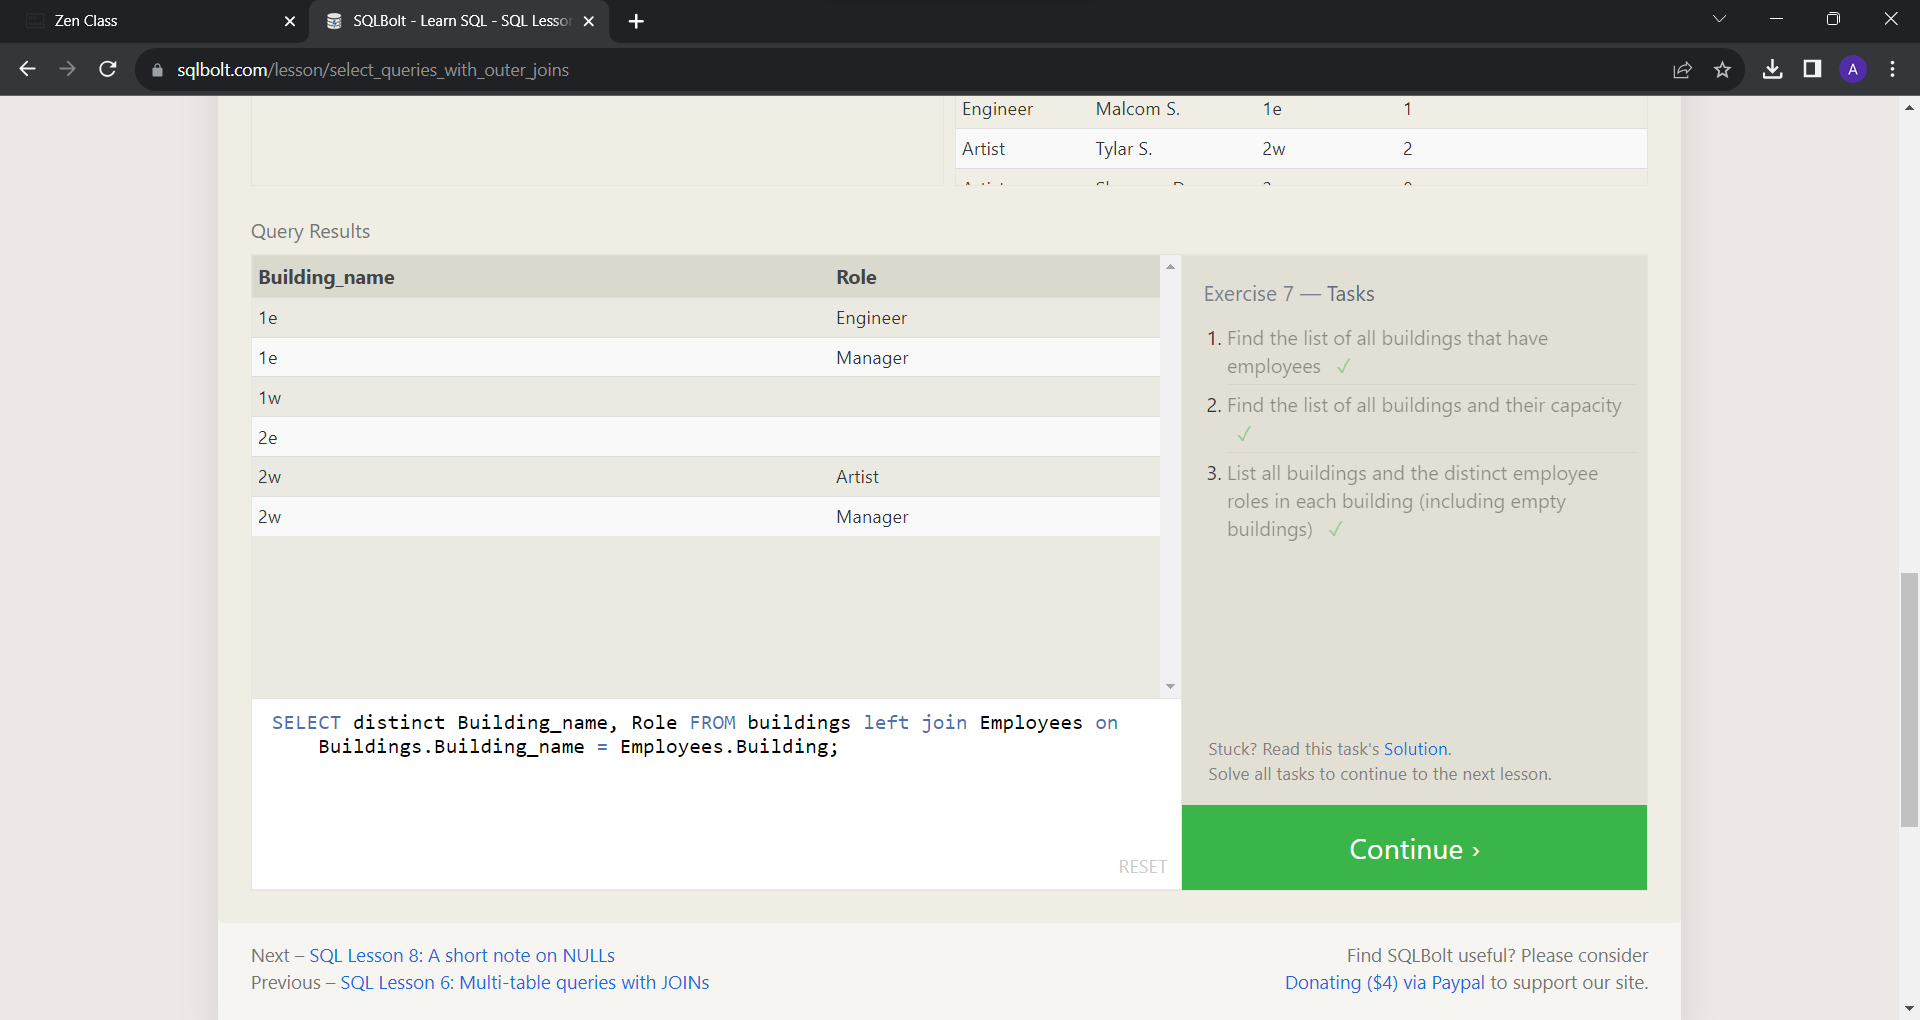 Zen Class
SQLBolt - Learn SQL - SQL Lesso
sqlbolt.com/lesson/select_queries_with_outer_joins
A
Engineer Malcom S. 1e 1
Artist Tylar S. 2w 2
Query Results
Building_name Role
1e Engineer
1e Manager
1w
2e
2w Artist
2w Manager
SELECT distinct Building_name, Role FROM buildings left join Employees on
Buildings.Building_name = Employees.Building;
RESET
Exercise 7 — Tasks
1. Find the list of all buildings that have
employees ✓
2. Find the list of all buildings and their capacity
✓
3. List all buildings and the distinct employee
roles in each building (including empty
buildings) ✓
Stuck? Read this task's Solution.
Solve all tasks to continue to the next lesson.
Continue ›
Next – SQL Lesson 8: A short note on NULLs
Previous – SQL Lesson 6: Multi-table queries with JOINs
Find SQLBolt useful? Please consider
Donating ($4) via Paypal to support our site.